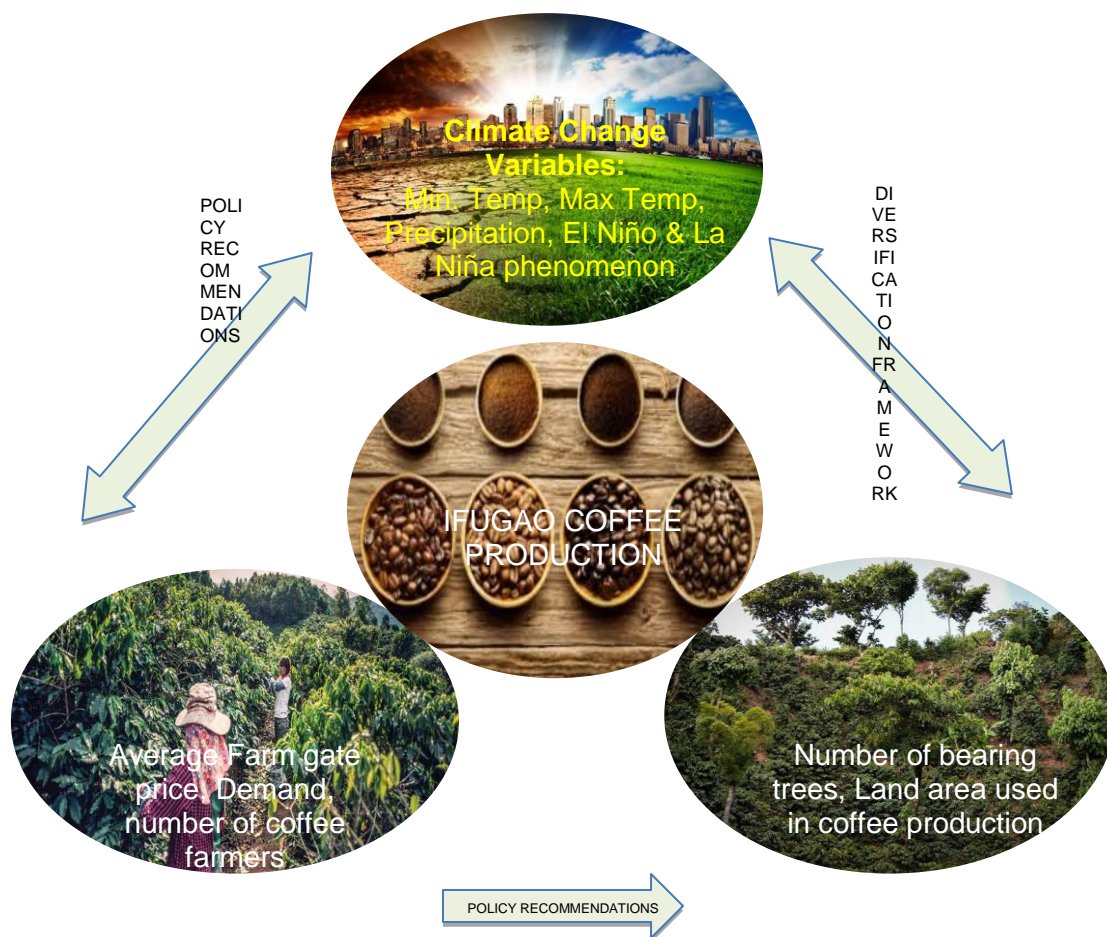 Climate Change
Variables:
Min. Temp, Max Temp,
Precipitation, El Niño & La
Niña phenomenon
POLI
CY
REC
OM
MEN
DATI
ONS
DI
VE
RS
IFI
CA
TI
O
N
FR
A
M
E
W
O
RK
IFUGAO COFFEE
PRODUCTION
Average Farm gate
price, Demand,
number of coffee
farmers
Number of bearing
trees, Land area used
in coffee production
POLICY RECOMMENDATIONS